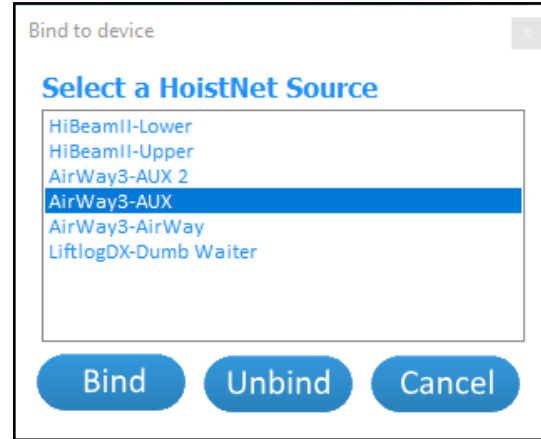 Bind to device
x
Select a HoistNet Source
HiBeamII-Lower
HiBeamII-Upper
AirWay3-AUX 2
AirWay3-AUX
AirWay3-AirWay
LiftlogDX-Dumb Waiter
Bind Unbind Cancel